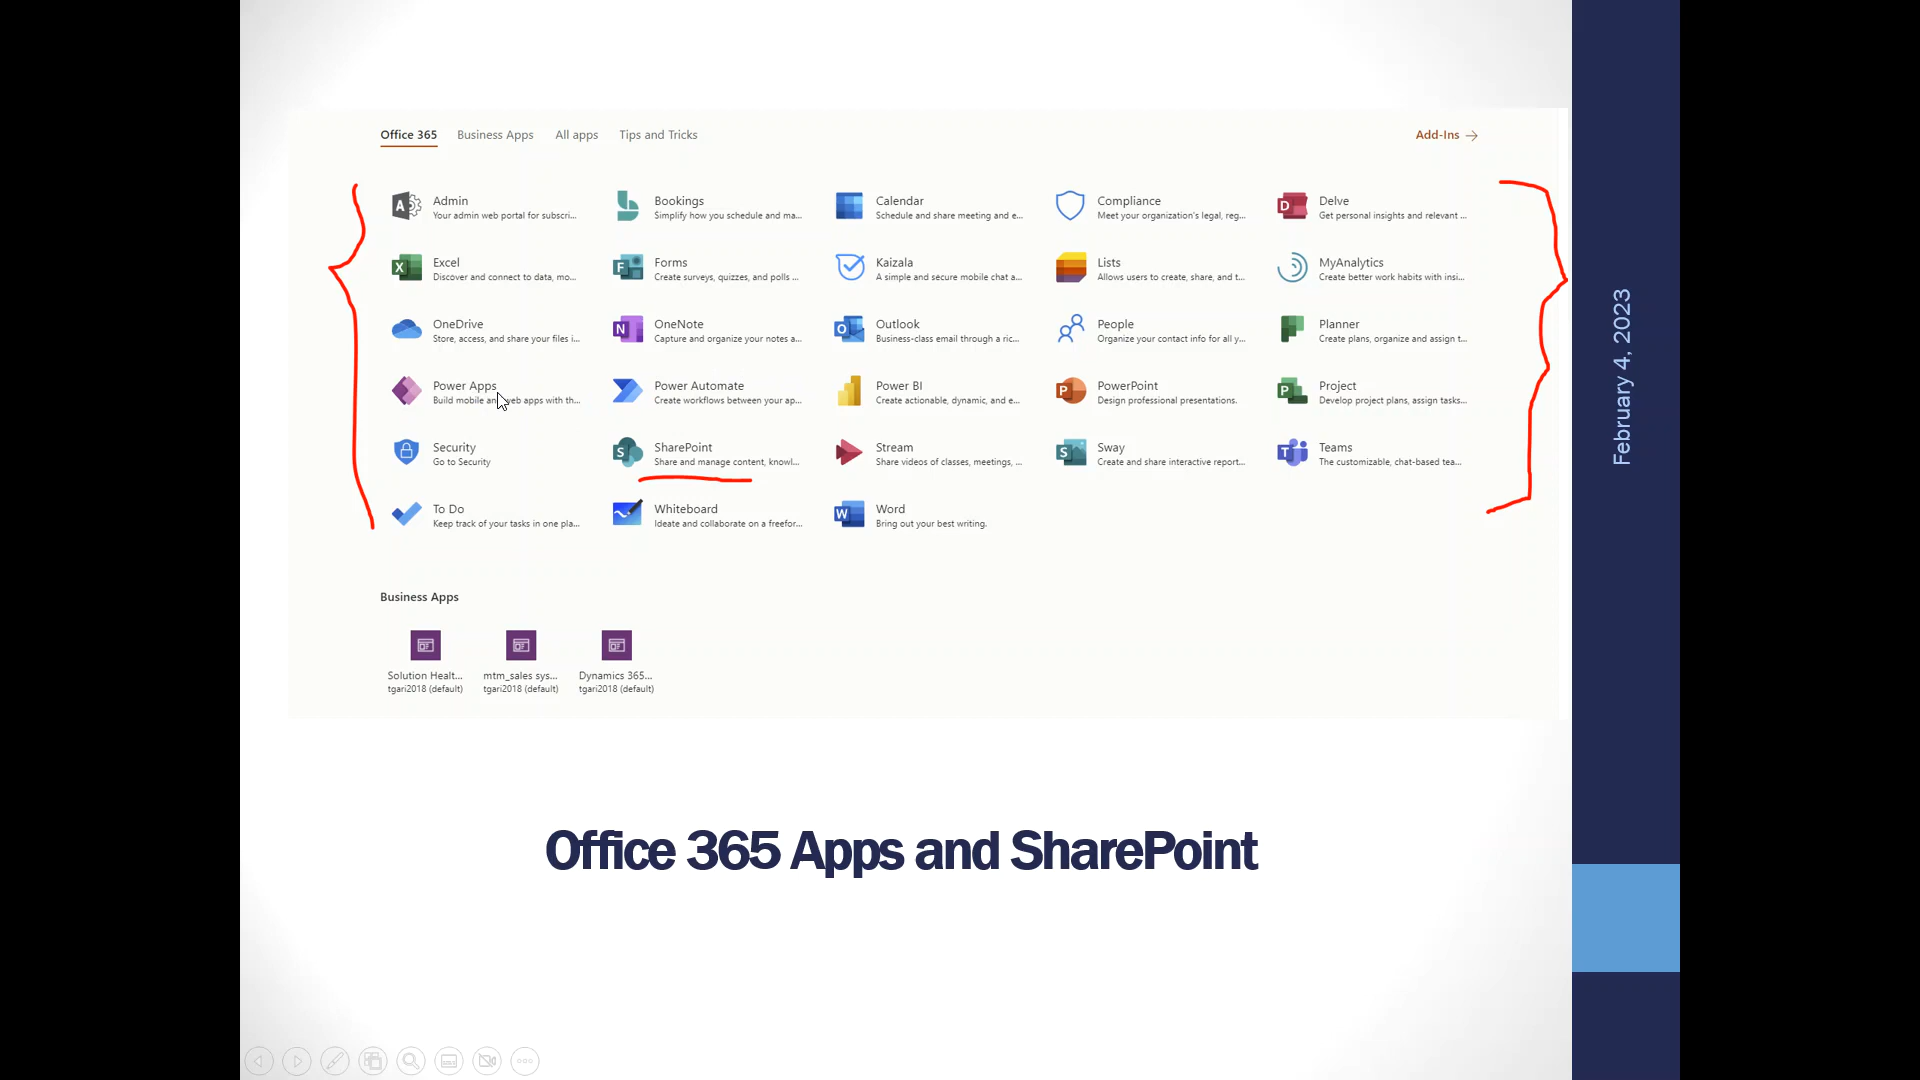 Office 365 Business Apps All apps Tips and Tricks Add-Ins →
Admin Bookings Calendar Compliance Delve
Your admin web portal for subscri... Simplify how you schedule and ma... Schedule and share meeting and e... Meet your organization's legal, reg... Get personal insights and relevant ...
Excel Forms Kaizala Lists MyAnalytics
Discover and connect to data, mo... Create surveys, quizzes, and polls ... A simple and secure mobile chat a... Allows users to create, share, and t... Create better work habits with insi...
OneDrive OneNote Outlook People Planner
Store, access, and share your files i... Capture and organize your notes a... Business-class email through a ric... Organize your contact info for all y... Create plans, organize and assign t...
Power Apps Power Automate Power BI PowerPoint Project
Build mobile and web apps with th... Create workflows between your ap... Create actionable, dynamic, and e... Design professional presentations. Develop project plans, assign tasks...
Security SharePoint Stream Sway Teams
Go to Security Share and manage content, knowl... Share videos of classes, meetings, ... Create and share interactive report... The customizable, chat-based tea...
To Do Whiteboard Word
Keep track of your tasks in one pla... Ideate and collaborate on a freefor... Bring out your best writing.
Business Apps
Solution Healt... mtm_sales sys... Dynamics 365...
tgari2018 (default) tgari2018 (default) tgari2018 (default)
Office 365 Apps and SharePoint
February 4, 2023